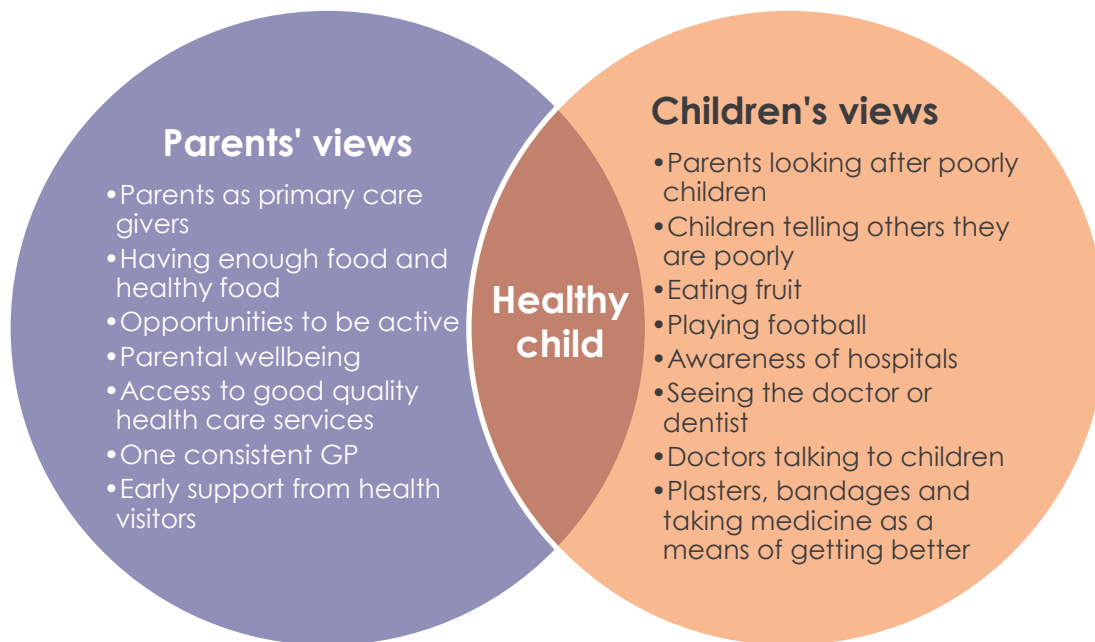 Parents' views
•Parents as primary care
givers
•Having enough food and
healthy food
•Opportunities to be active
•Parental wellbeing
•Access to good quality
health care services
•One consistent GP
•Early support from health
visitors
Healthy
child
Children's views
•Parents looking after poorly
children
•Children telling others they
are poorly
•Eating fruit
•Playing football
•Awareness of hospitals
•Seeing the doctor or
dentist
•Doctors talking to children
•Plasters, bandages and
taking medicine as a
means of getting better